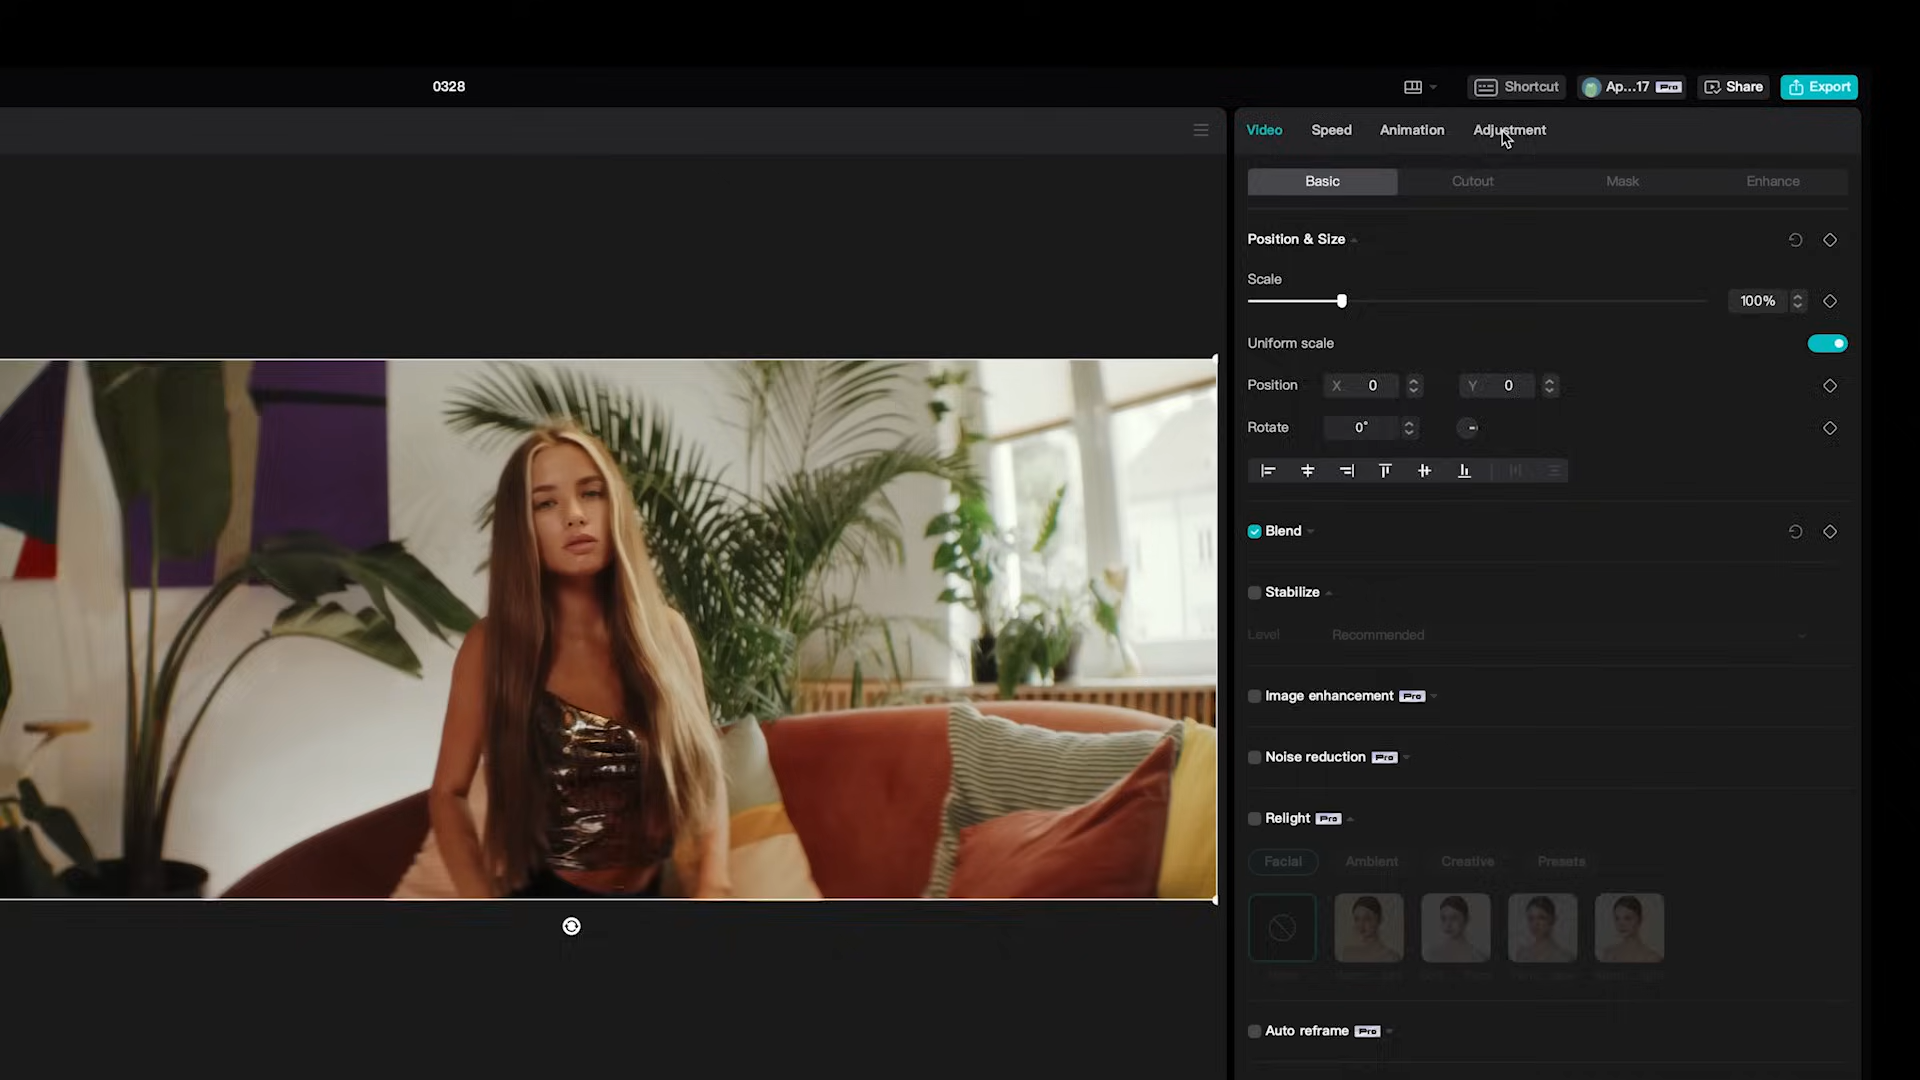 0328
Shortcut
Ap...17 Pro
Share
Export
Video Speed Animation Adjustment
Basic Cutout Mask Enhance
Position & Size
Scale
100%
Uniform scale
Position X 0 Y 0
Rotate 0°
Blend
Stabilize
Level Recommended
Image enhancement Pro
Noise reduction Pro
Relight Pro
Facial Ambient Creative Presets
Auto reframe Pro